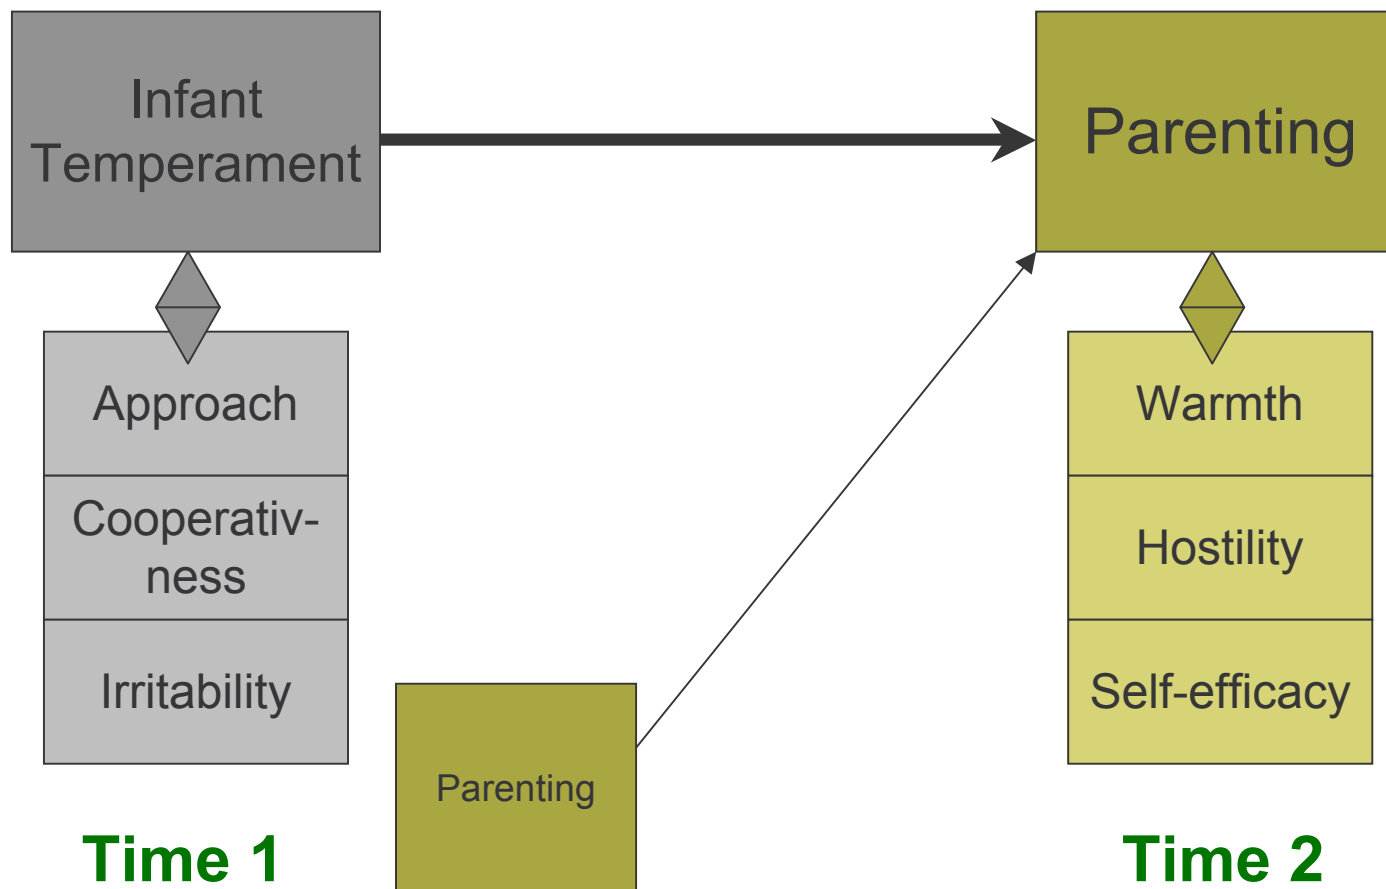 Infant
Temperament
Parenting
Approach
Cooperativ-
ness
Irritability
Warmth
Hostility
Self-efficacy
Parenting
Time 1
Time 2